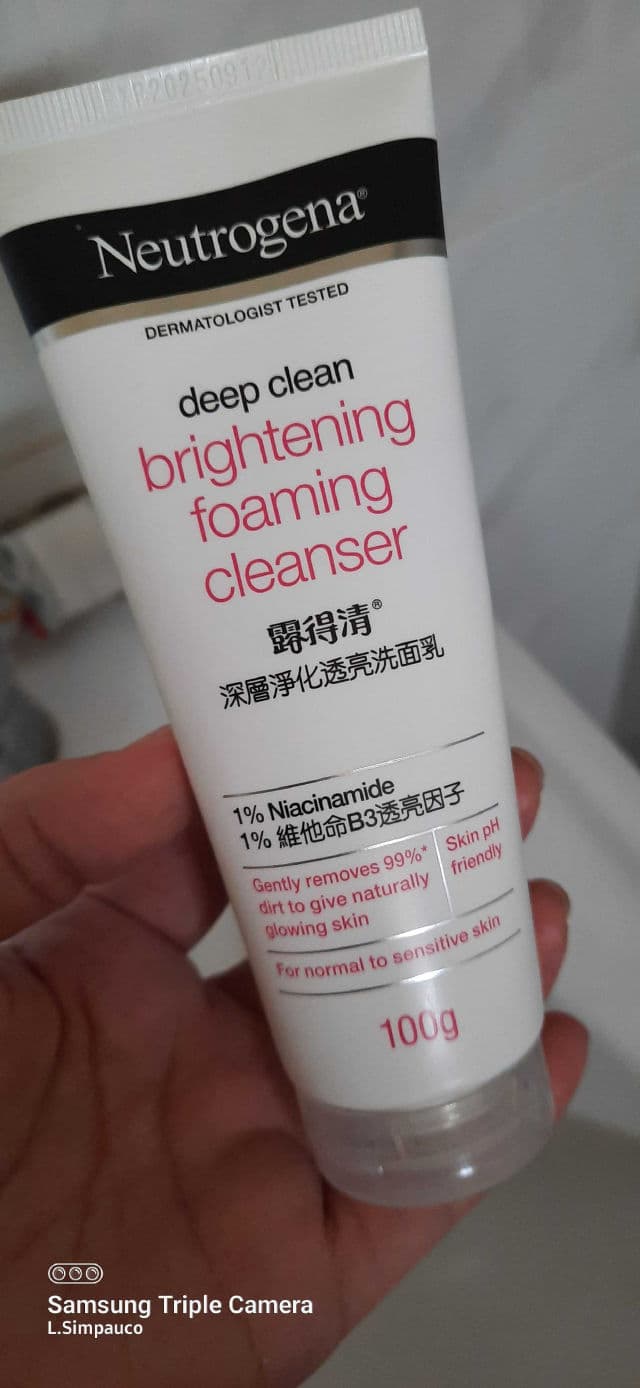 EXP20250912
Neutrogena®
DERMATOLOGIST TESTED
deep clean
brightening
foaming
cleanser
露得清®
深層淨化透亮洗面乳
1% Niacinamide
1% 維他命B3透亮因子
Gently removes 99%*
dirt to give naturally
glowing skin
Skin pH
friendly
For normal to sensitive skin
100g
Samsung Triple Camera
L.Simpauco